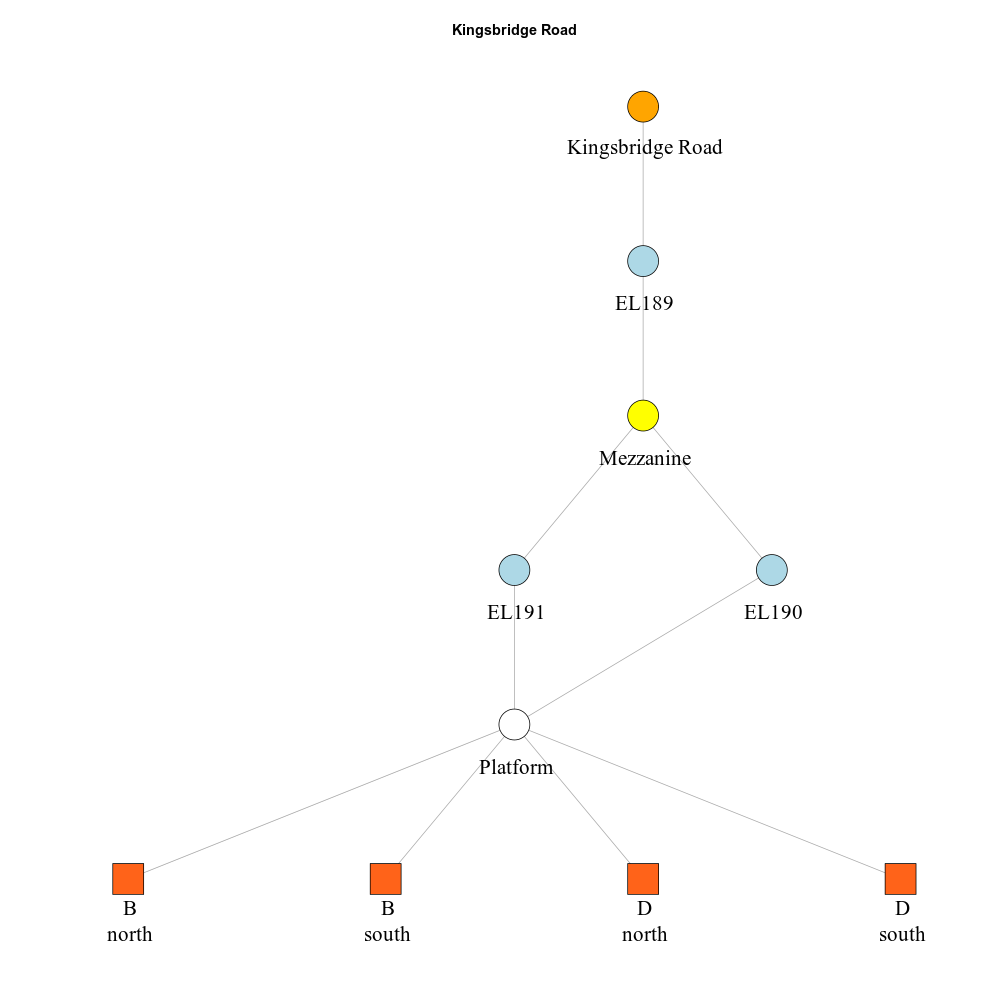 Kingsbridge Road
Kingsbridge Road
EL189
Mezzanine
EL191
EL190
Platform
B
north
B
south
D
north
D
south